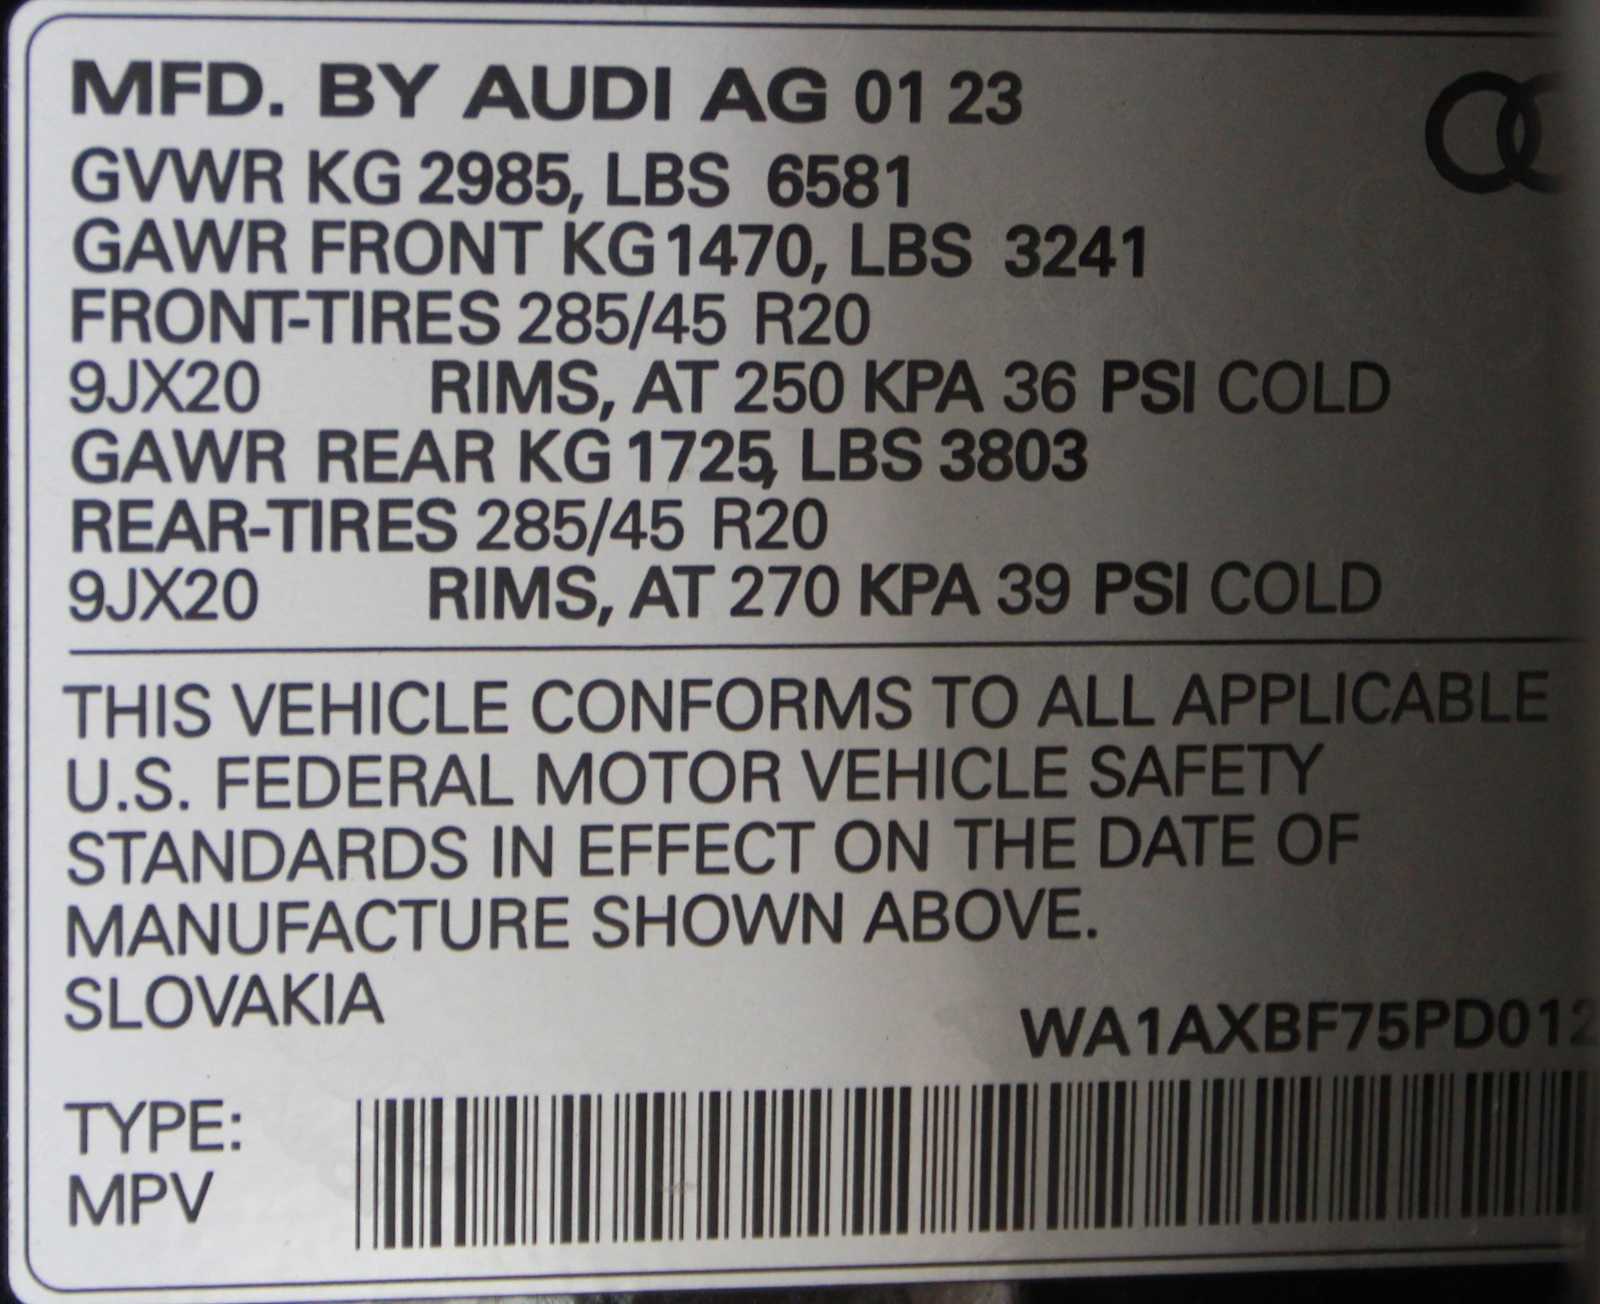 MFD. BY AUDI AG 01 23
GVWR KG 2985, LBS 6581
GAWR FRONT KG 1470, LBS 3241
FRONT-TIRES 285/45 R20
9JX20 RIMS, AT 250 KPA 36 PSI COLD
GAWR REAR KG 1725, LBS 3803
REAR-TIRES 285/45 R20
9JX20 RIMS, AT 270 KPA 39 PSI COLD
THIS VEHICLE CONFORMS TO ALL APPLICABLE
U.S. FEDERAL MOTOR VEHICLE SAFETY
STANDARDS IN EFFECT ON THE DATE OF
MANUFACTURE SHOWN ABOVE.
SLOVAKIA
WA1AXBF75PD012
TYPE:
MPV